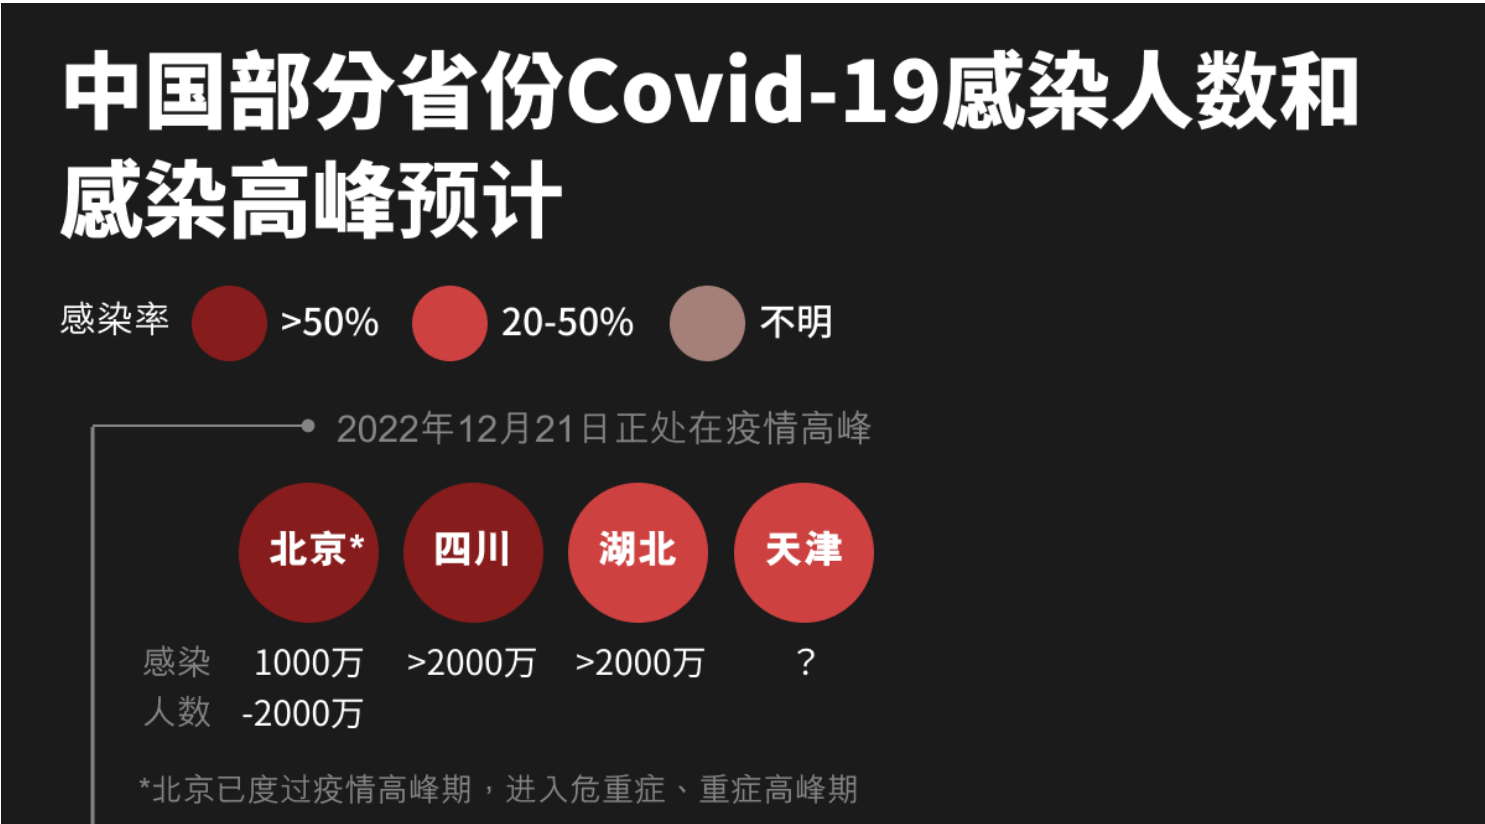 中国部分省份Covid-19感染人数和
感染高峰预计
感染率 >50% 20-50% 不明
2022年12月21日正处在疫情高峰
北京* 四川 湖北 天津
感染 1000万 >2000万 >2000万 ?
人数 -2000万
*北京已度过疫情高峰期，进入危重症、重症高峰期